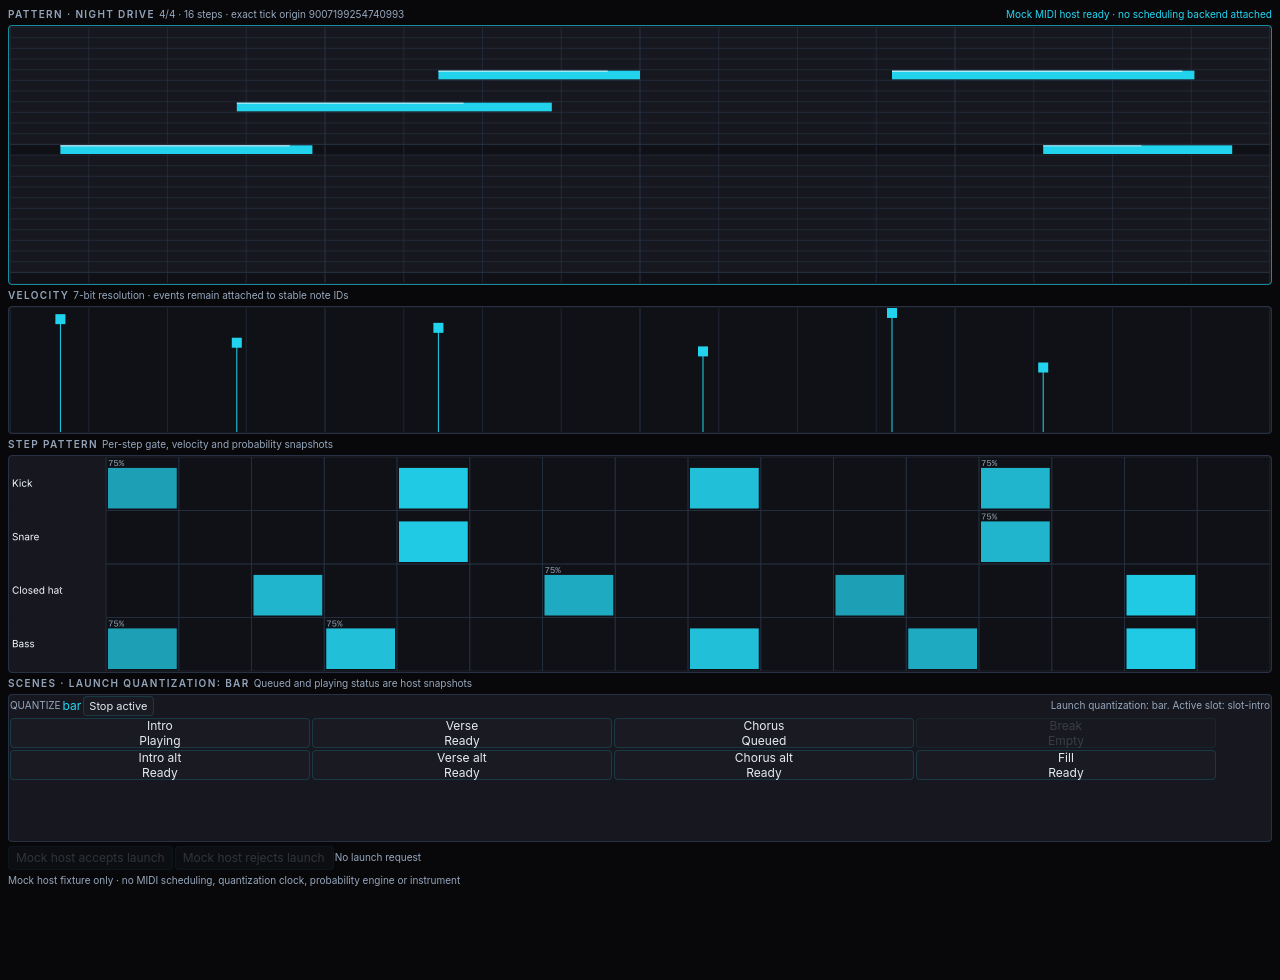 PATTERN · NIGHT DRIVE 4/4 · 16 steps · exact tick origin 9007199254740993
Mock MIDI host ready · no scheduling backend attached
VELOCITY 7-bit resolution · events remain attached to stable note IDs
STEP PATTERN Per-step gate, velocity and probability snapshots
75% 75%
Kick
75%
Snare
75%
Closed hat
75% 75%
Bass
SCENES · LAUNCH QUANTIZATION: BAR Queued and playing status are host snapshots
QUANTIZE bar Stop active Launch quantization: bar. Active slot: slot-intro
Intro Verse Chorus Break
Playing Ready Queued Empty
Intro alt Verse alt Chorus alt Fill
Ready Ready Ready Ready
Mock host accepts launch Mock host rejects launch No launch request
Mock host fixture only · no MIDI scheduling, quantization clock, probability engine or instrument